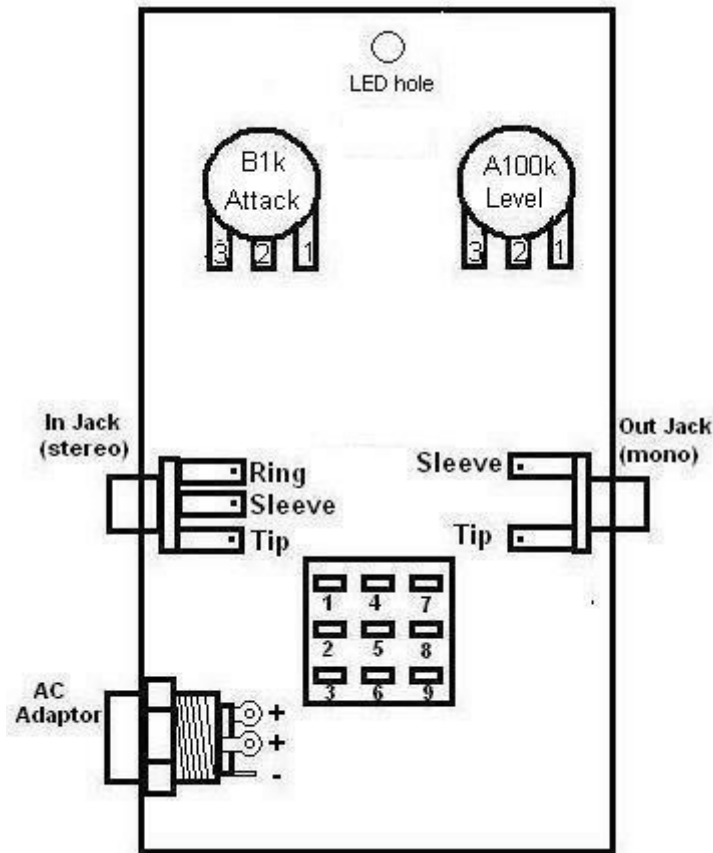 LED hole
B1k
Attack
3 2 1
A100k
Level
3 2 1
In Jack
(stereo)
Ring
Sleeve
Tip
Out Jack
(mono)
Sleeve
Tip
1 4 7
2 5 8
3 6 9
AC
Adaptor
+
+
-